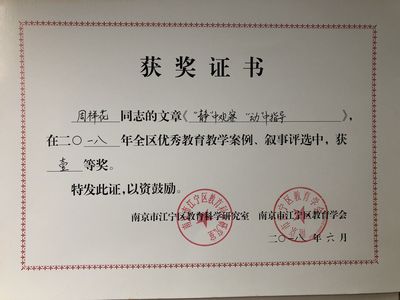 获奖证书
周祥花 同志的文章《“静”中观察 “动”中指导》，
在二〇一八年全区优秀教育教学案例、叙事评选中，获
壹 等奖。
特发此证，以资鼓励。
南京市江宁区教育科学研究室 南京市江宁区教育学会
二〇一八年六月